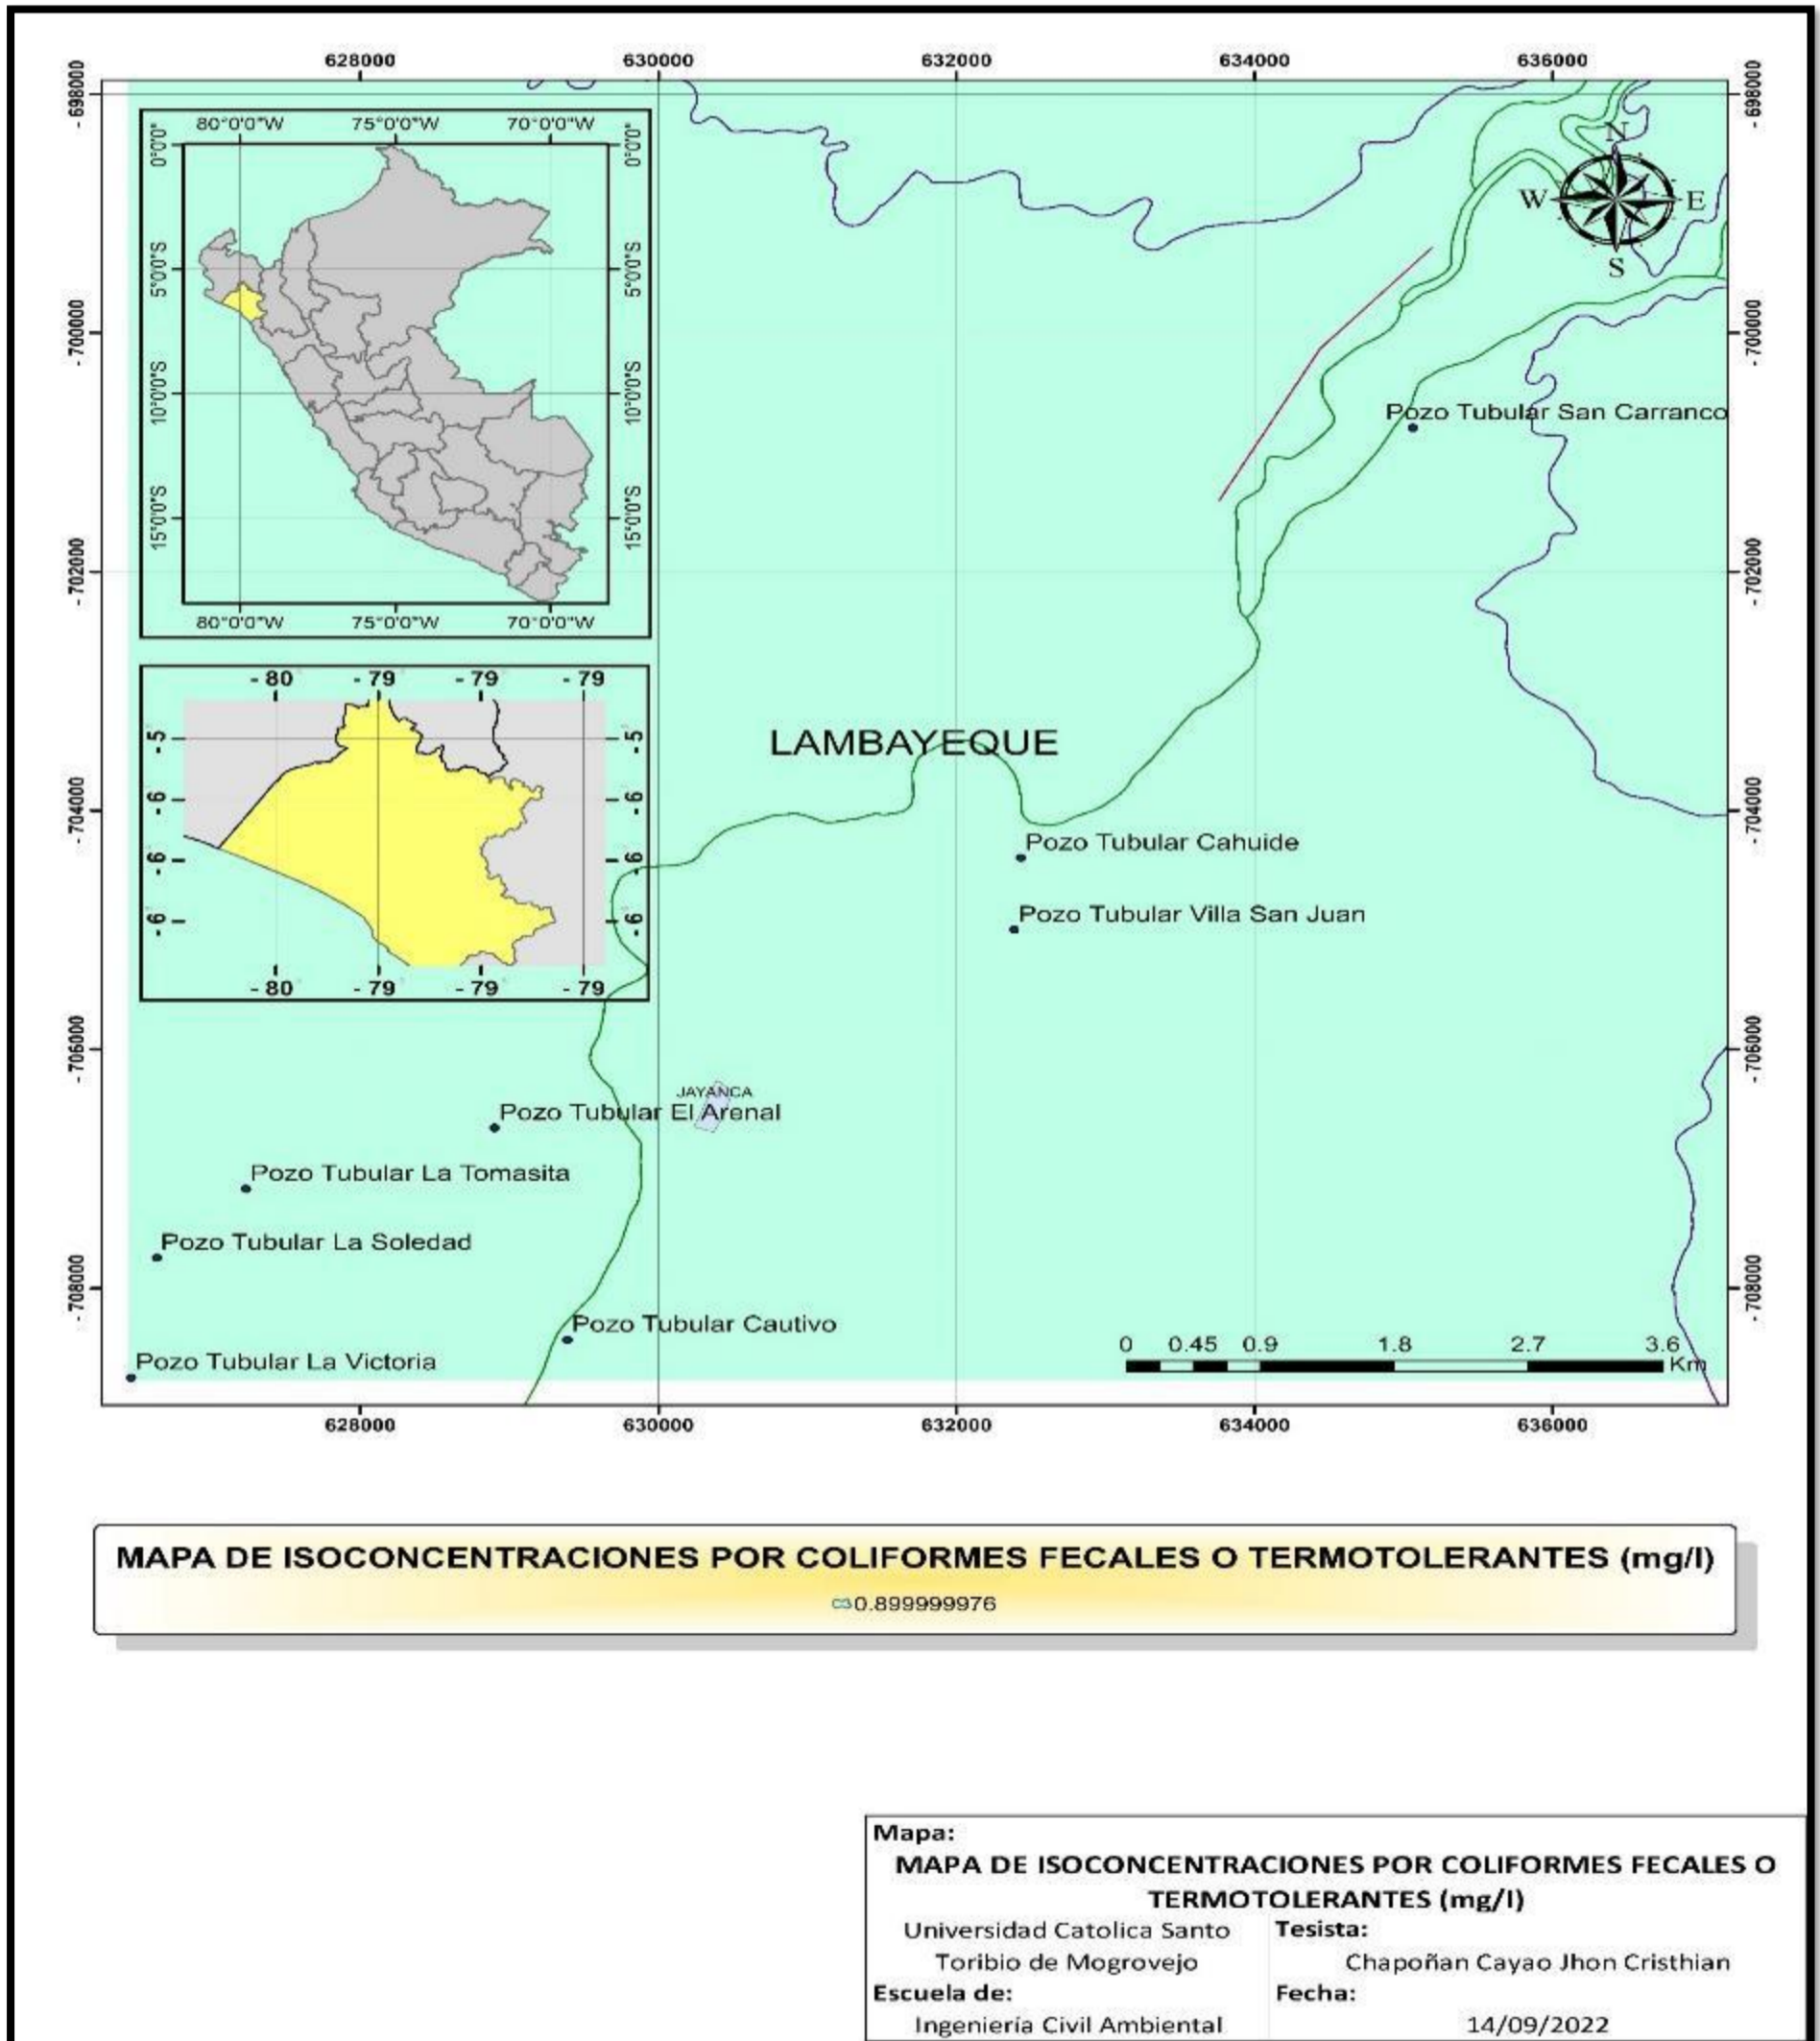 628000 630000 632000 634000 636000
-698000 -698000
80°0'0"W 75°0'0"W 70°0'0"W
0°0'0" 0°0'0"
5°0'0"S 5°0'0"S
10°0'0"S 10°0'0"S
15°0'0"S 15°0'0"S
80°0'0"W 75°0'0"W 70°0'0"W
N
W E
S
-700000 -700000
Pozo Tubular San Carranco
-702000 -702000
-80 -79 -79 -79
-5 -5
-6 -6
-6 -6
-6 -6
-80 -79 -79 -79
LAMBAYEQUE
-704000 -704000
Pozo Tubular Cahuide
Pozo Tubular Villa San Juan
-706000 -706000
JAYANCA
Pozo Tubular El Arenal
Pozo Tubular La Tomasita
Pozo Tubular La Soledad
-708000 -708000
Pozo Tubular Cautivo
Pozo Tubular La Victoria
0 0.45 0.9 1.8 2.7 3.6
Km
628000 630000 632000 634000 636000
MAPA DE ISOCONCENTRACIONES POR COLIFORMES FECALES O TERMOTOLERANTES (mg/l)
0.899999976
Mapa:
MAPA DE ISOCONCENTRACIONES POR COLIFORMES FECALES O
TERMOTOLERANTES (mg/l)
Universidad Catolica Santo Tesista:
Toribio de Mogrovejo Chapoñan Cayao Jhon Cristhian
Escuela de: Fecha:
Ingeniería Civil Ambiental 14/09/2022